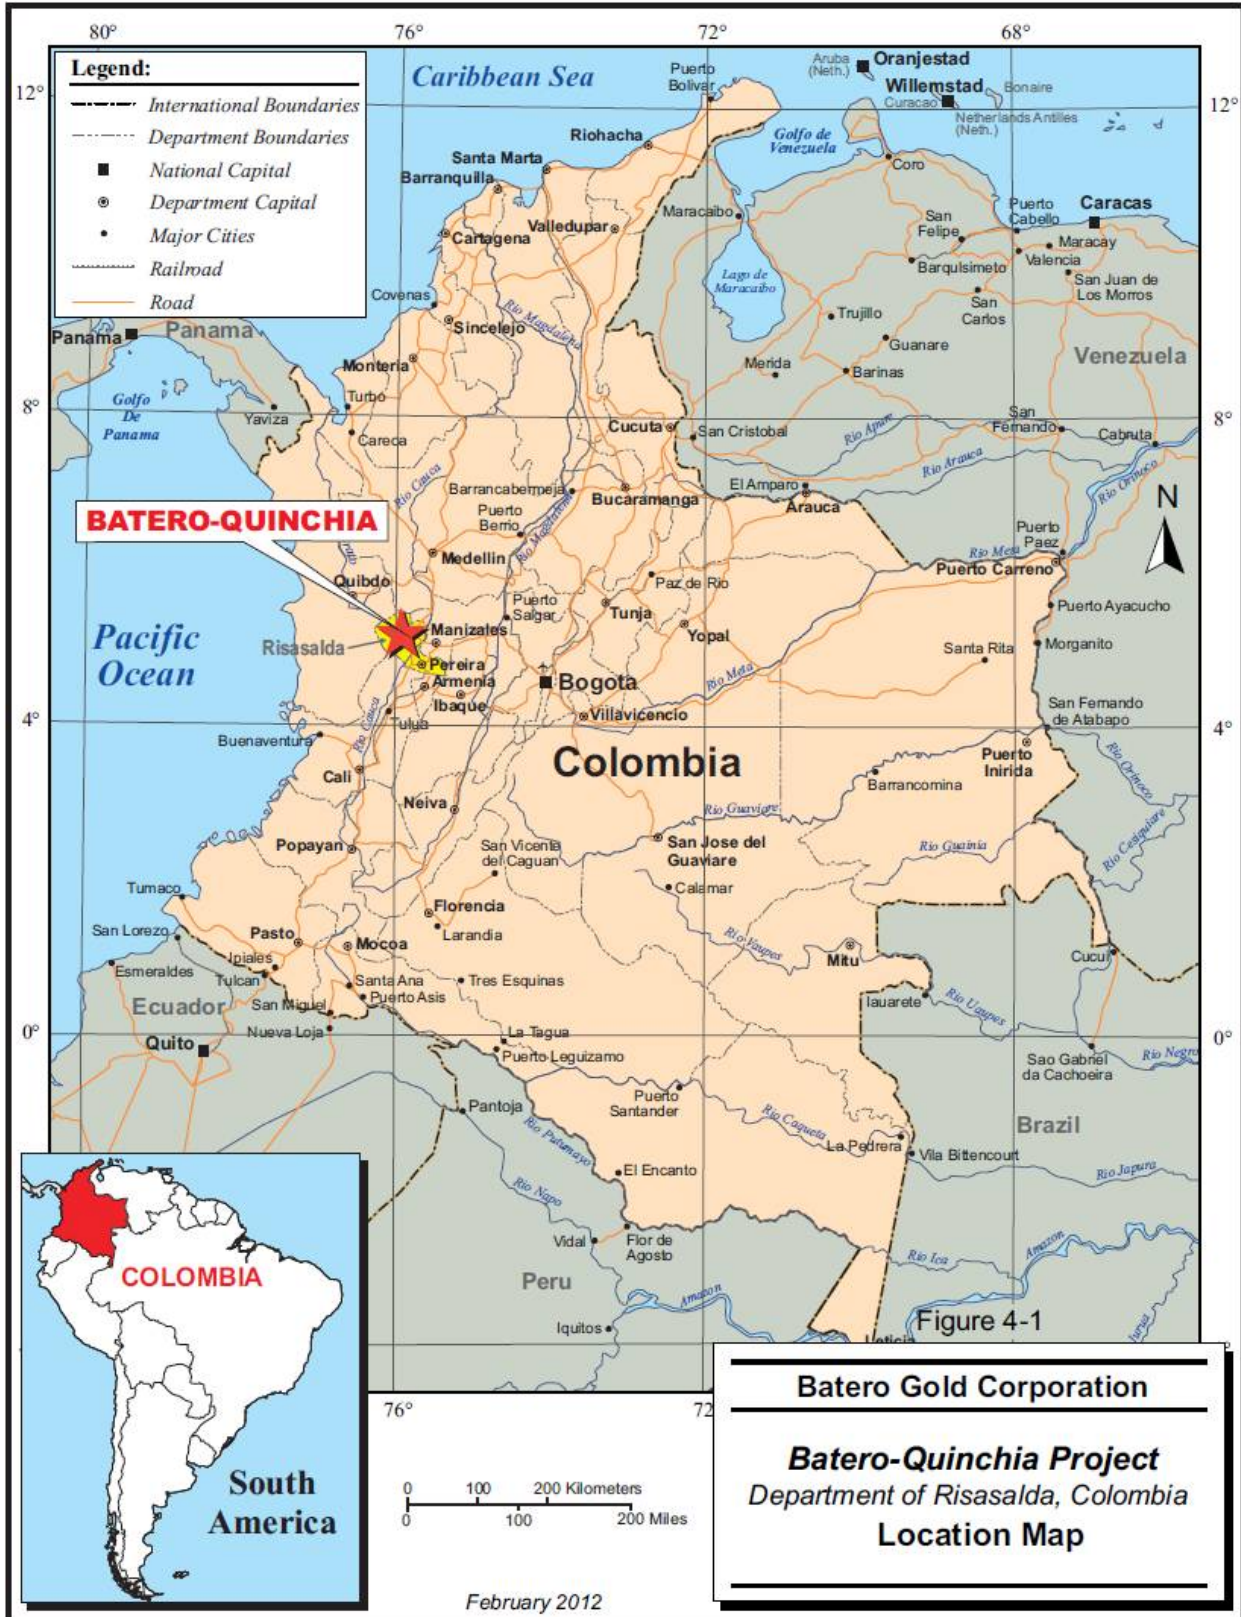 80°
76°
72°
68°
12°
12°
8°
8°
4°
4°
0°
0°
76°
Legend:
International Boundaries
Department Boundaries
National Capital
Department Capital
Major Cities
Railroad
Road
Caribbean Sea
Puerto
Bolivar
Aruba
(Neth.)
Oranjestad
Willemstad
Curacao
Bonaire
Netherlands Antilles
(Neth.)
Riohacha
Golfo de
Venezuela
Coro
Santa Marta
Barranquilla
Maracaibo
Puerto
Cabello
Caracas
San
Felipe
Valledupar
Cartagena
Maracay
Valencia
Barqulsimeto
San Juan de
Los Morros
Lago de
Maracaibo
Covenas
Rio Magdalena
San
Carlos
Sincelejo
Trujillo
Panama
Panama
Guanare
Venezuela
Monteria
Merida
Barinas
Turbo
Golfo
De
Panama
Yaviza
Careca
Cucuta
San Cristobal
Rio Apure
San
Fernando
Cabruta
Rio Arauca
Rio Cauca
Barrancabermeja
Bucaramanga
El Amparo
Arauca
Rio Orinoco
N
BATERO-QUINCHIA
Puerto
Berrio
Rio Magdalena
Puerto
Paez
Rio Meta
Puerto Carreno
Medellin
Quibdo
Paz de Rio
Puerto
Salgar
Tunja
Puerto Ayacucho
Pacific
Ocean
Risasalda
Manizales
Yopal
Morganito
Santa Rita
Pereira
Armenia
Ibaque
Bogota
Rio Meta
Villavicencio
San Fernando
de Atabapo
Tulua
Rio Cauca
Buenaventura
Colombia
Puerto
Inirida
Rio Orinoco
Cali
Barrancomina
Neiva
Rio Guaviare
Popayan
San Vicente
del Caguan
San Jose del
Guaviare
Rio Guainia
Rio Casiquiare
Tumaco
Calamar
San Lorezo
Florencia
Larandia
Pasto
Mocoa
Rio Vaupes
Mitu
Cucui
Esmeraldes
Ipiales
Tulcan
Santa Ana
Puerto Asis
Tres Esquinas
Ecuador
San Miguel
Iauarete
Rio Uaupes
Nueva Loja
Quito
La Tagua
Puerto Leguizamo
Sao Gabriel
da Cachoeira
Rio Negro
Pantoja
Puerto
Santander
Rio Caqueta
Brazil
Rio Putumayo
La Pedrera
Vila Bittencourt
El Encanto
Rio Japura
Rio Napo
Vidal
Flor de
Agosto
Rio Ica
Amazon
Peru
Amazon
Iquitos
Leticia
Jurua
Figure 4-1
COLOMBIA
South
America
0 100 200 Kilometers
0 100 200 Miles
February 2012
Batero Gold Corporation
Batero-Quinchia Project
Department of Risasalda, Colombia
Location Map